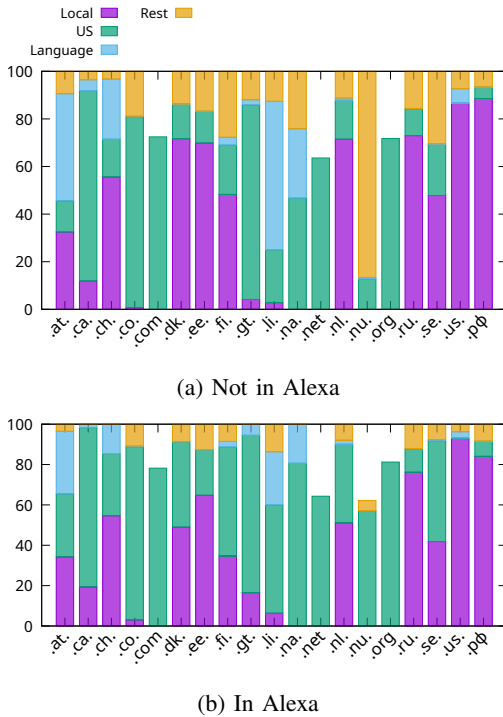 Local
US
Language
Rest
100
80
60
40
20
0
.at. .ca. .ch. .co. .com .dk. .ee. .fi. .gt. .li. .na. .net .nl. .nu. .org .ru. .se. .us. .рф
(a) Not in Alexa
100
80
60
40
20
0
.at. .ca. .ch. .co. .com .dk. .ee. .fi. .gt. .li. .na. .net .nl. .nu. .org .ru. .se. .us. .рф
(b) In Alexa